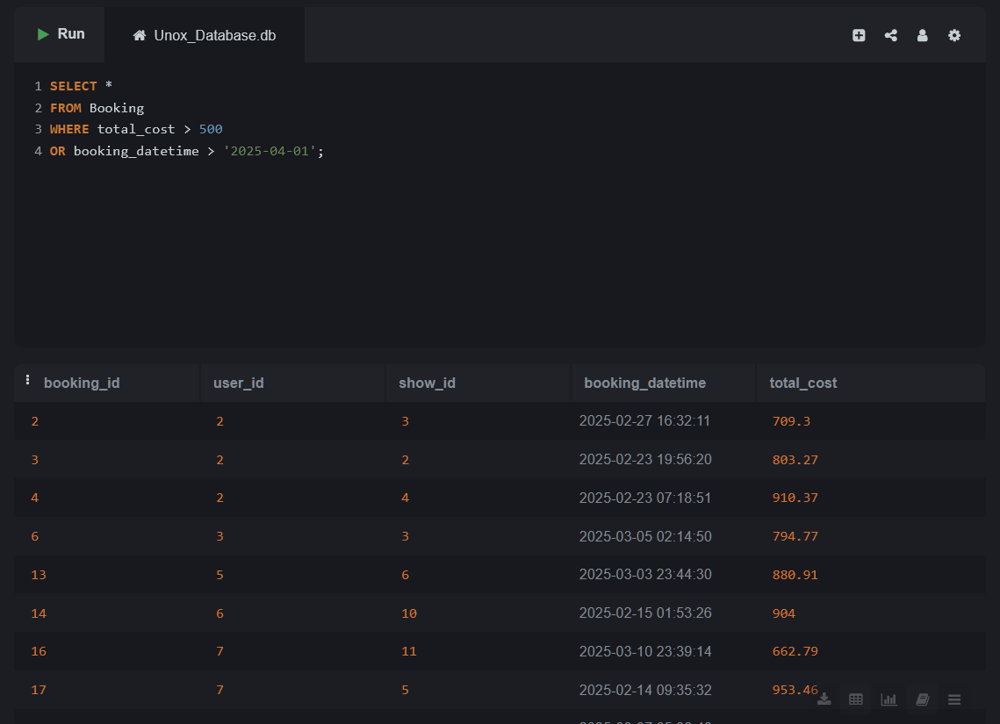 Run Unox_Database.db
1 SELECT *
2 FROM Booking
3 WHERE total_cost > 500
4 OR booking_datetime > '2025-04-01';
booking_id user_id show_id booking_datetime total_cost
2 2 3 2025-02-27 16:32:11 709.3
3 2 2 2025-02-23 19:56:20 803.27
4 2 4 2025-02-23 07:18:51 910.37
6 3 3 2025-03-05 02:14:50 794.77
13 5 6 2025-03-03 23:44:30 880.91
14 6 10 2025-02-15 01:53:26 904
16 7 11 2025-03-10 23:39:14 662.79
17 7 5 2025-02-14 09:35:32 953.46